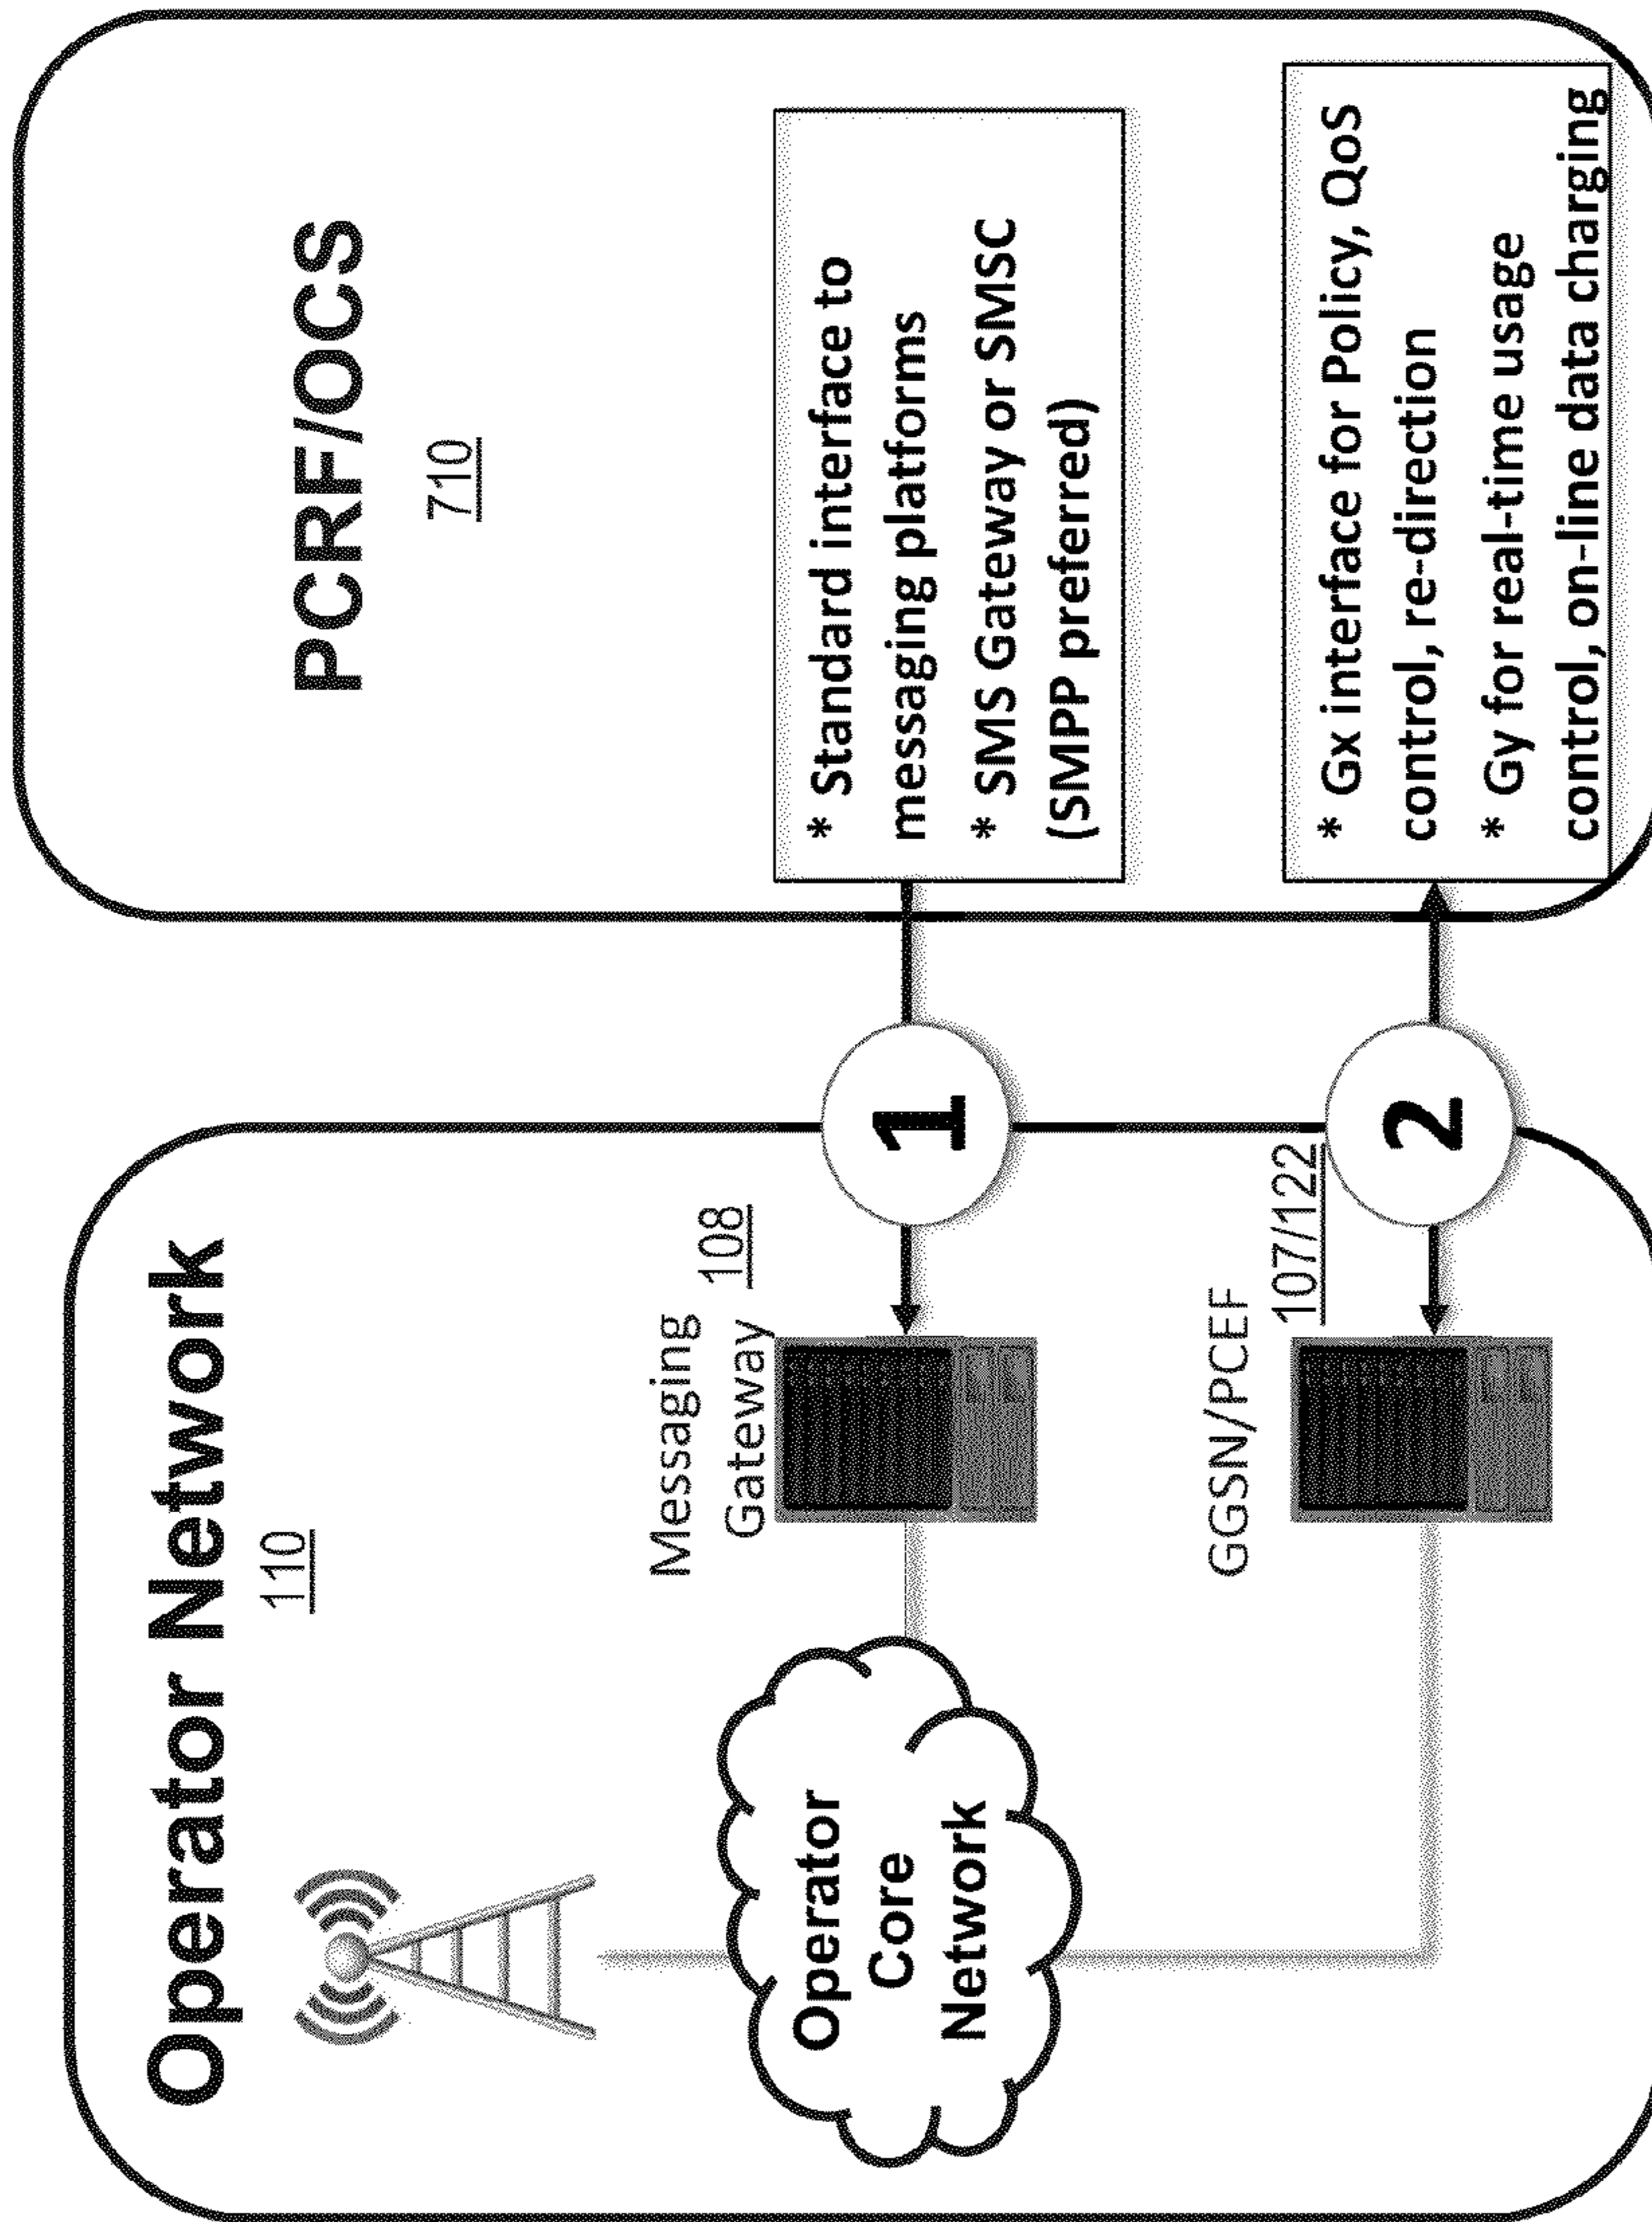 Operator Network
110
Operator
Core
Network
Messaging
Gateway
108
GGSN/PCEF
107/122
1
2
PCRF/OCS
710
* Standard interface to
messaging platforms
* SMS Gateway or SMSC
(SMPP preferred)
* Gx interface for Policy, QoS
control, re-direction
* Gy for real-time usage
control, on-line data charging